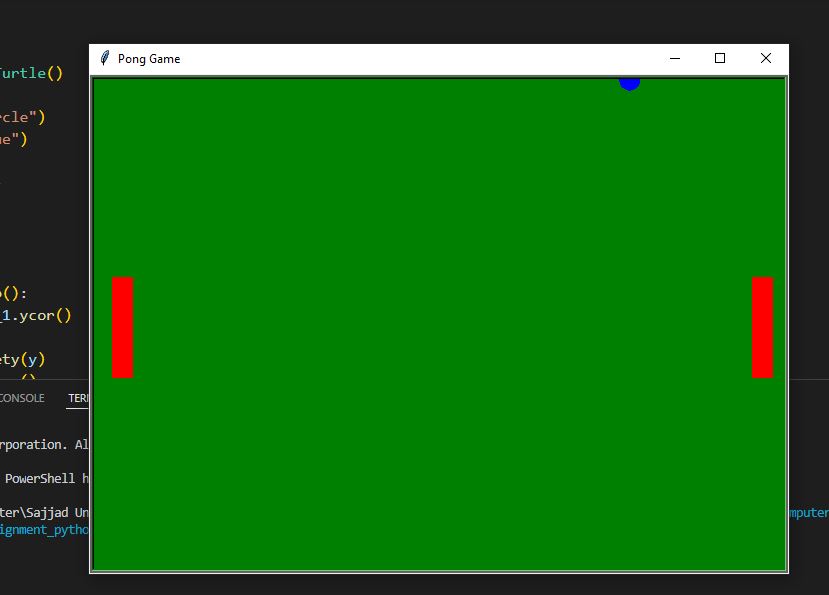 Pong Game
Turtle()
rcle")
ue")
():
_1.ycor()
ety(y)
()
CONSOLE
TERI
rporation. Al
PowerShell h
ter\Sajjad Un
mputer
ignment_pytho